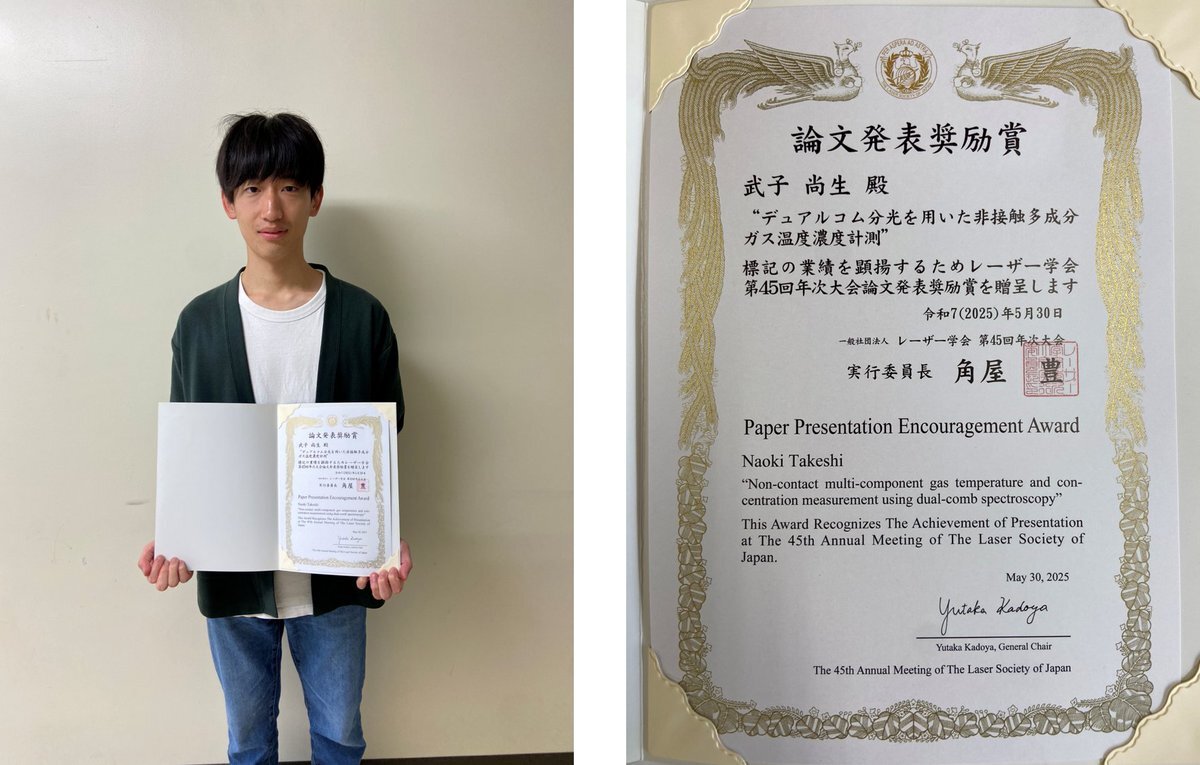 論文発表奨励賞
武子 尚生 殿
“デュアルコム分光を用いた非接触多成分
ガス温度濃度計測”
標記の業績を顕揚するためレーザー学会
第45回年次大会論文発表奨励賞を贈呈します
令和7(2025)年5月30日
一般社団法人 レーザー学会 第45回年次大会
実行委員長 角屋 豊
Paper Presentation Encouragement Award
Naoki Takeshi
“Non-contact multi-component gas temperature and con-
centration measurement using dual-comb spectroscopy”
This Award Recognizes The Achievement of Presentation
at The 45th Annual Meeting of The Laser Society of
Japan.
May 30, 2025
Yutaka Kadoya
Yutaka Kadoya, General Chair
The 45th Annual Meeting of The Laser Society of Japan